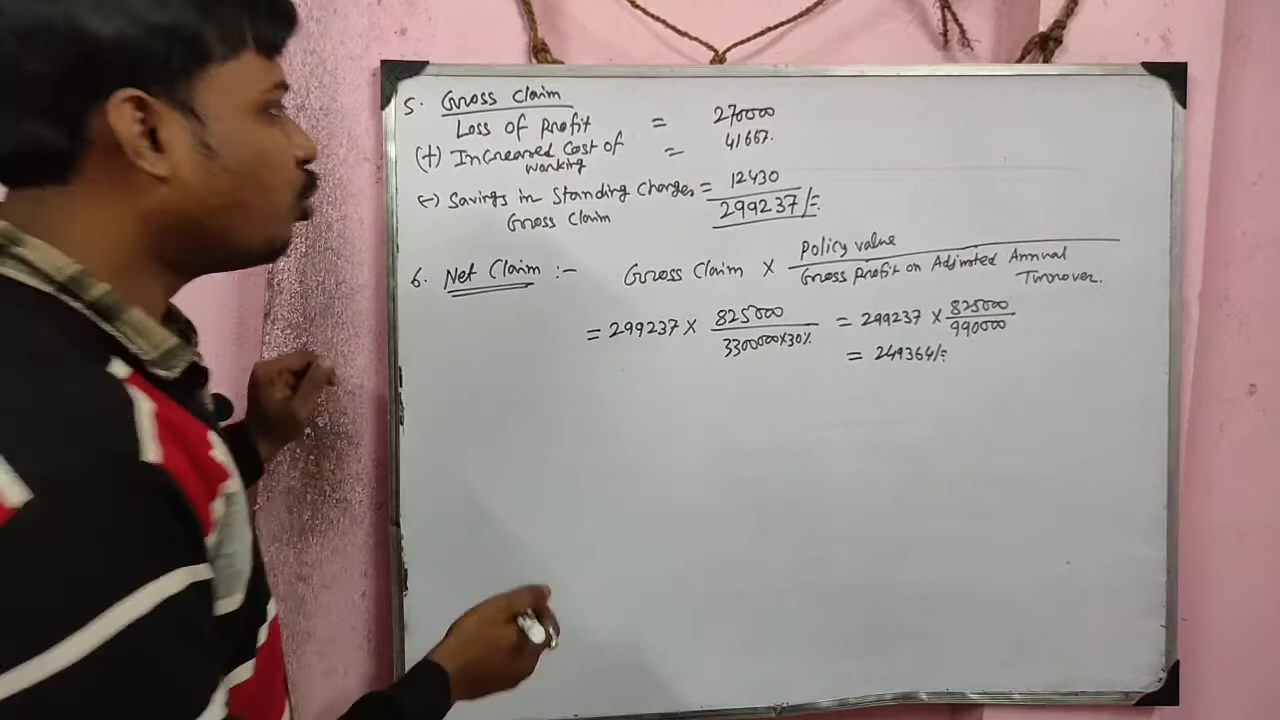 5. Gross Claim
Loss of Profit = 270000
(+) Increared Cost of working = 41667.
(-) Savings in Standing Charges = 12430
Gross Claim 299237/=
6. Net Claim :- Gross Claim X Policy value
Gross Profit on Adjusted Annual Turnover.
= 299237 X 825000 / 3300000X30% = 299237 X 825000 / 990000
= 249364/=